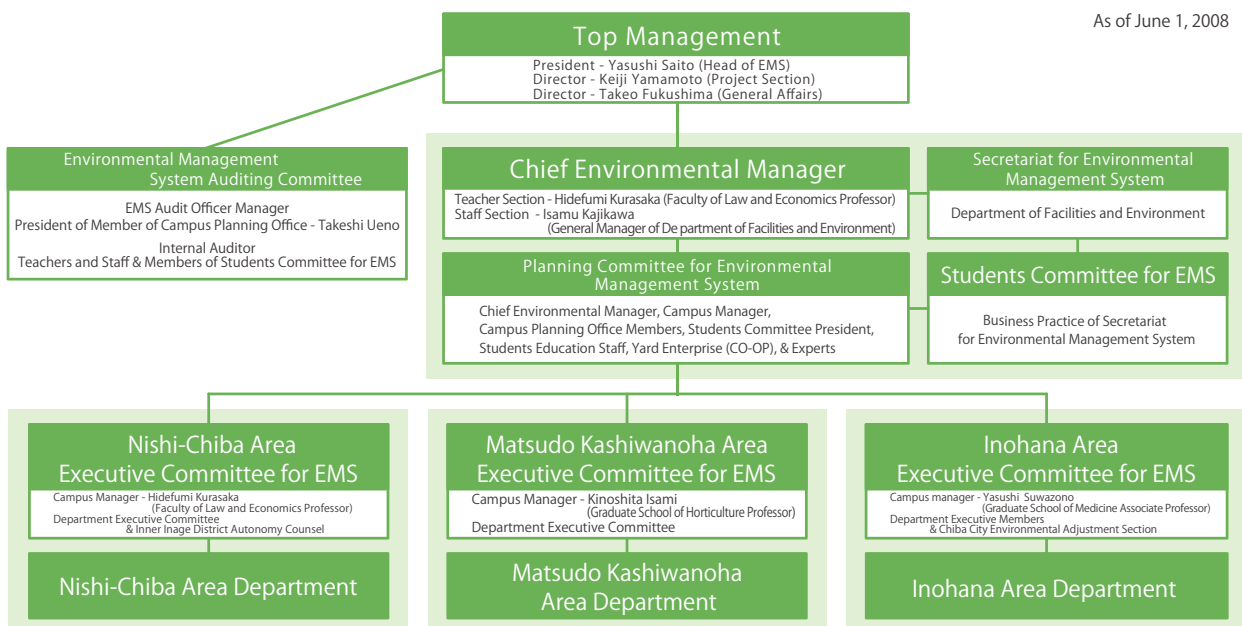 As of June 1, 2008
Top Management
President - Yasushi Saito (Head of EMS)
Director - Keiji Yamamoto (Project Section)
Director - Takeo Fukushima (General Affairs)
Environmental Management
System Auditing Committee
EMS Audit Officer Manager
President of Member of Campus Planning Office - Takeshi Ueno
Internal Auditor
Teachers and Staff & Members of Students Committee for EMS
Chief Environmental Manager
Teacher Section - Hidefumi Kurasaka (Faculty of Law and Economics Professor)
Staff Section - Isamu Kajikawa
(General Manager of De partment of Facilities and Environment)
Secretariat for Environmental
Management System
Department of Facilities and Environment
Planning Committee for Environmental
Management System
Chief Environmental Manager, Campus Manager,
Campus Planning Office Members, Students Committee President,
Students Education Staff, Yard Enterprise (CO-OP), & Experts
Students Committee for EMS
Business Practice of Secretariat
for Environmental Management System
Nishi-Chiba Area
Executive Committee for EMS
Campus Manager - Hidefumi Kurasaka
(Faculty of Law and Economics Professor)
Department Executive Committee
& Inner Inage District Autonomy Counsel
Nishi-Chiba Area Department
Matsudo Kashiwanoha Area
Executive Committee for EMS
Campus Manager - Kinoshita Isami
(Graduate School of Horticulture Professor)
Department Executive Committee
Matsudo Kashiwanoha
Area Department
Inohana Area
Executive Committee for EMS
Campus manager - Yasushi Suwazono
(Graduate School of Medicine Associate Professor)
Department Executive Members
& Chiba City Environmental Adjustment Section
Inohana Area Department